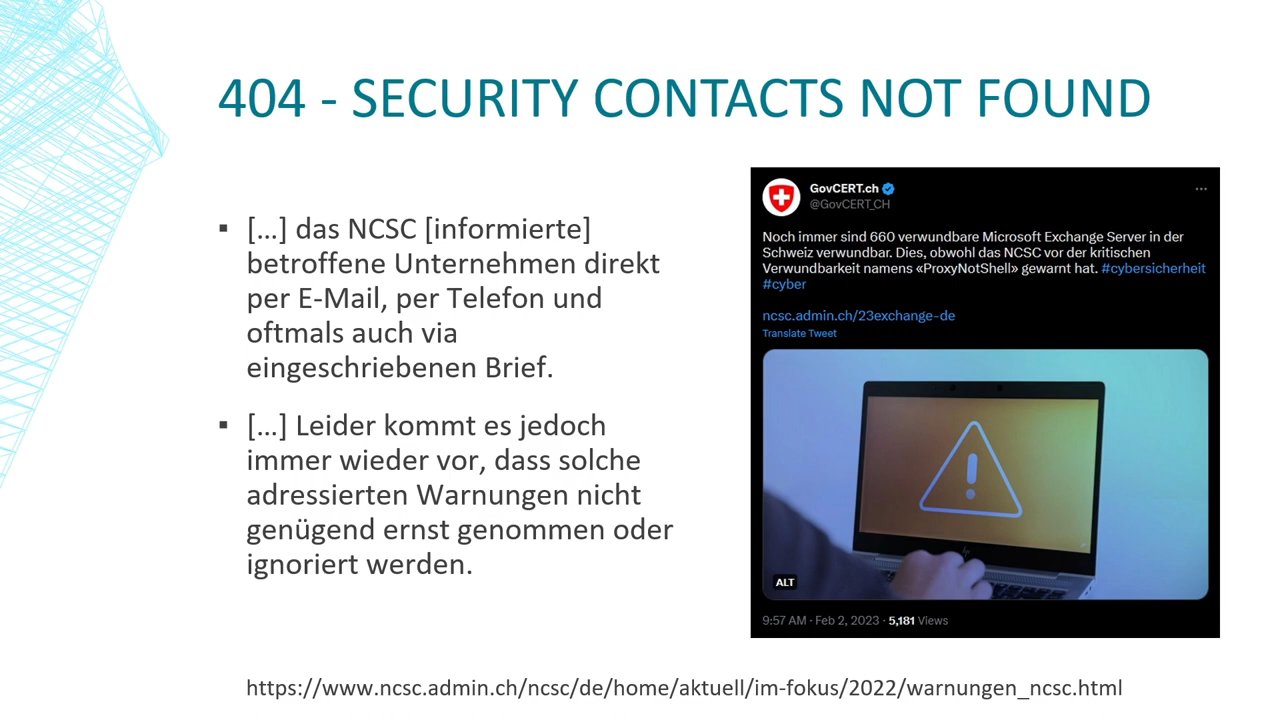 404 - SECURITY CONTACTS NOT FOUND
▪ […] das NCSC [informierte]
betroffene Unternehmen direkt
per E-Mail, per Telefon und
oftmals auch via
eingeschriebenen Brief.
▪ […] Leider kommt es jedoch
immer wieder vor, dass solche
adressierten Warnungen nicht
genügend ernst genommen oder
ignoriert werden.
GovCERT.ch
@GovCERT_CH
Noch immer sind 660 verwundbare Microsoft Exchange Server in der
Schweiz verwundbar. Dies, obwohl das NCSC vor der kritischen
Verwundbarkeit namens «ProxyNotShell» gewarnt hat. #cybersicherheit
#cyber
ncsc.admin.ch/23exchange-de
Translate Tweet
ALT
9:57 AM · Feb 2, 2023 · 5,181 Views
https://www.ncsc.admin.ch/ncsc/de/home/aktuell/im-fokus/2022/warnungen_ncsc.html